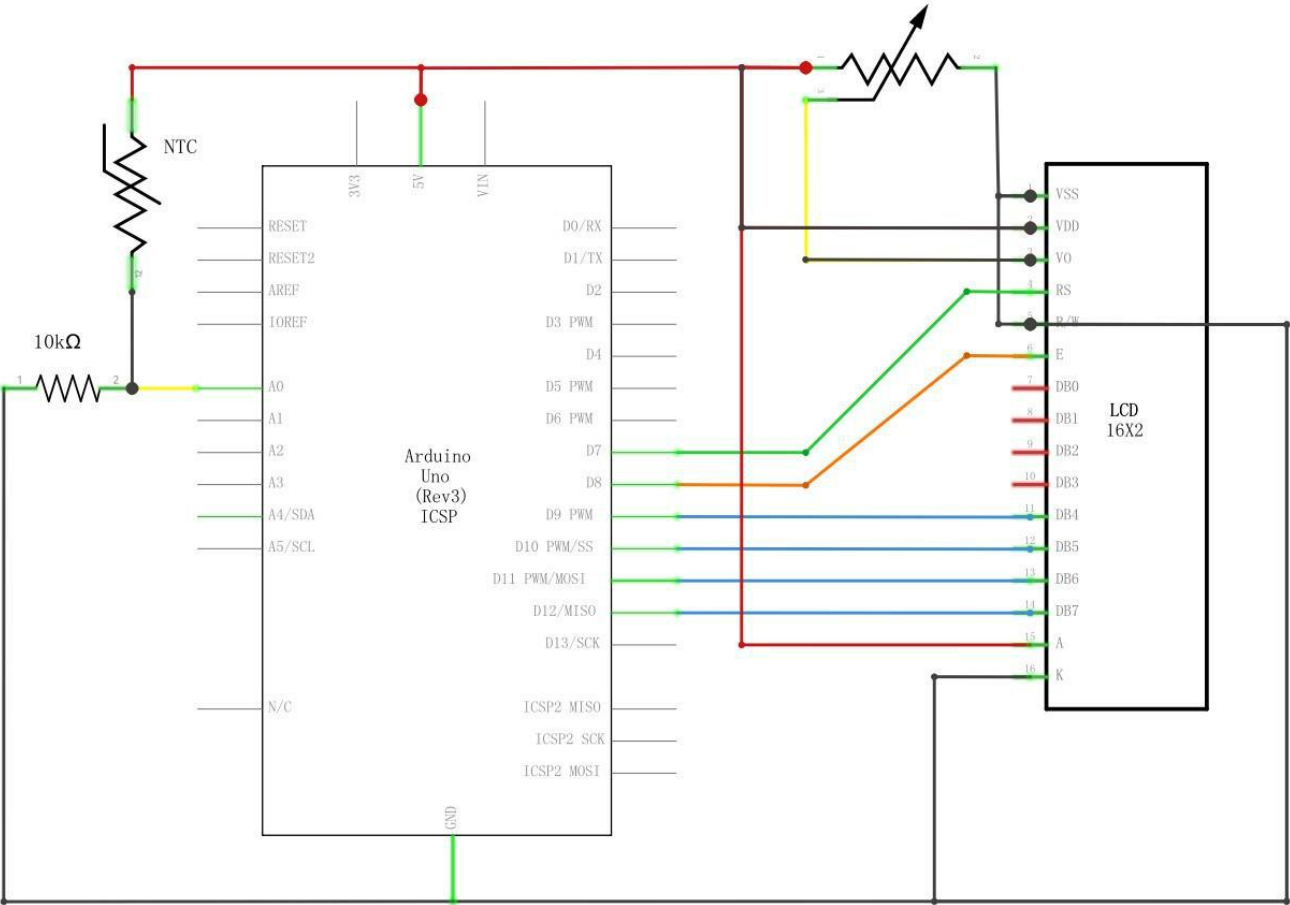 1
2
3
NTC
3V3
5V
VIN
RESET
RESET2
AREF
IOREF
10kΩ
1
2
A0
A1
A2
A3
A4/SDA
A5/SCL
N/C
Arduino
Uno
(Rev3)
ICSP
D0/RX
D1/TX
D2
D3 PWM
D4
D5 PWM
D6 PWM
D7
D8
D9 PWM
D10 PWM/SS
D11 PWM/MOSI
D12/MISO
D13/SCK
ICSP2 MISO
ICSP2 SCK
ICSP2 MOSI
GND
VSS
VDD
VO
4 RS
R/W
6 E
7 DB0
8 DB1
9 DB2
10 DB3
11 DB4
12 DB5
13 DB6
14 DB7
15 A
16 K
LCD
16X2